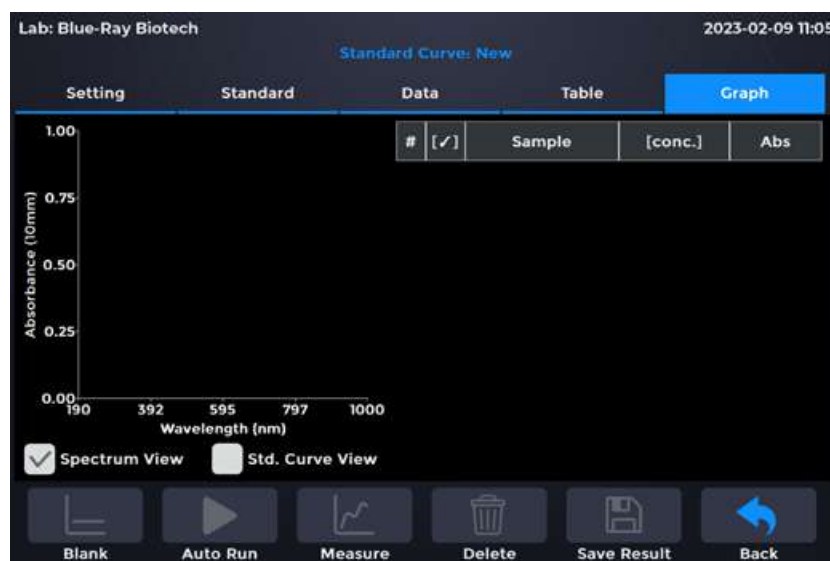 Lab: Blue-Ray Biotech 2023-02-09 11:05
Standard Curve: New
Setting Standard Data Table Graph
# [✓] Sample [conc.] Abs
Absorbance (10mm)
1.00
0.75
0.50
0.25
0.00
190 392 595 797 1000
Wavelength (nm)
Spectrum View Std. Curve View
Blank Auto Run Measure Delete Save Result Back